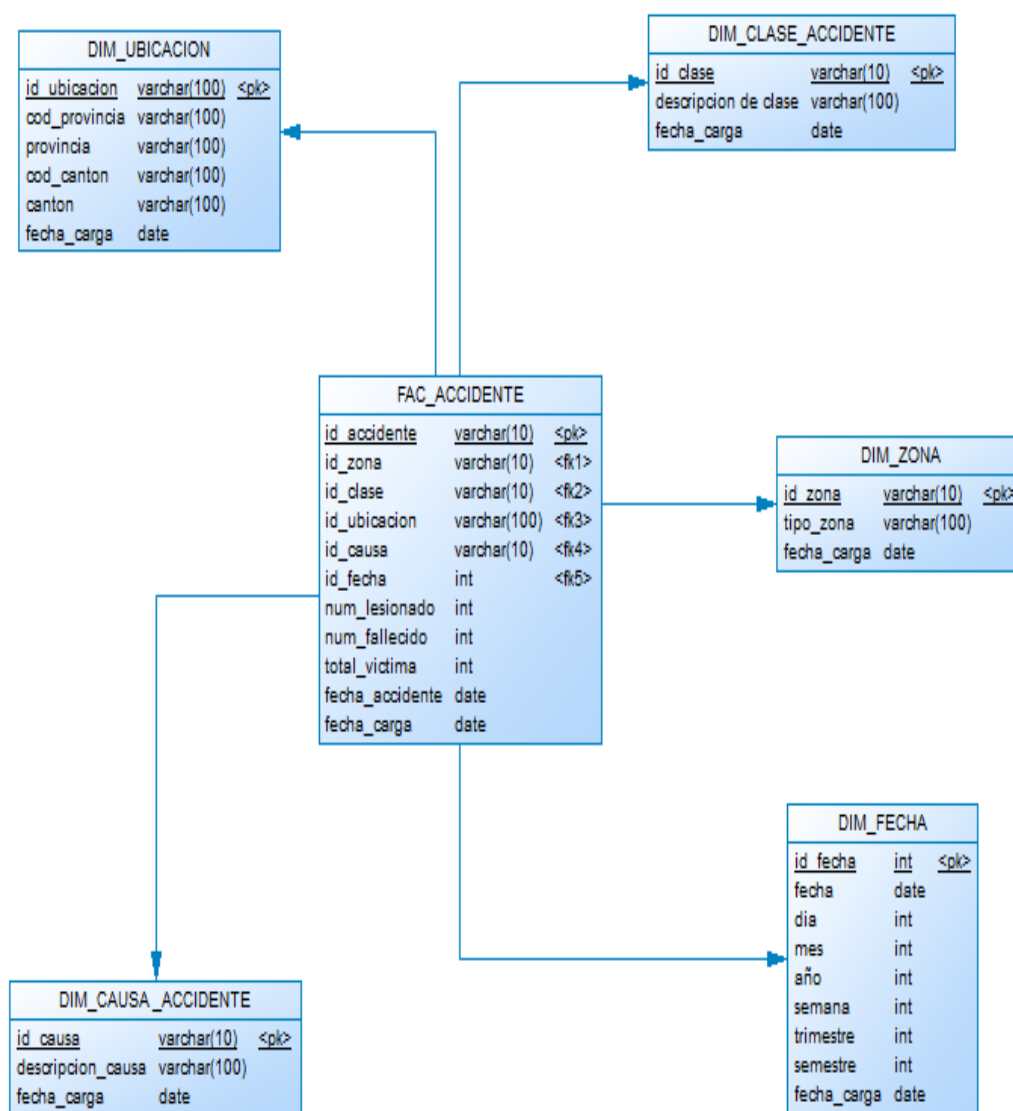 DIM_UBICACION
id_ubicacion varchar(100) <pk>
cod_provincia varchar(100)
provincia varchar(100)
cod_canton varchar(100)
canton varchar(100)
fecha_carga date
DIM_CLASE_ACCIDENTE
id_clase varchar(10) <pk>
descripcion de clase varchar(100)
fecha_carga date
FAC_ACCIDENTE
id_accidente varchar(10) <pk>
id_zona varchar(10) <fk1>
id_clase varchar(10) <fk2>
id_ubicacion varchar(100) <fk3>
id_causa varchar(10) <fk4>
id_fecha int <fk5>
num_lesionado int
num_fallecido int
total_victima int
fecha_accidente date
fecha_carga date
DIM_ZONA
id_zona varchar(10) <pk>
tipo_zona varchar(100)
fecha_carga date
DIM_FECHA
id_fecha int <pk>
fecha date
dia int
mes int
año int
semana int
trimestre int
semestre int
fecha_carga date
DIM_CAUSA_ACCIDENTE
id_causa varchar(10) <pk>
descripcion_causa varchar(100)
fecha_carga date